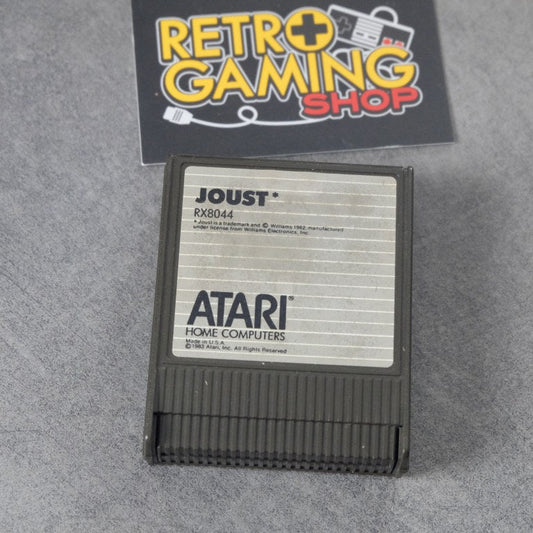 RETRO
GAMING
SHOP
JOUST*
RX8044
* Joust is a trademark and © Williams 1982, manufactured
under license from Williams Electronics, Inc.
ATARI®
HOME COMPUTERS
Made in U.S.A.
©1983 Atari, Inc. All Rights Reserved